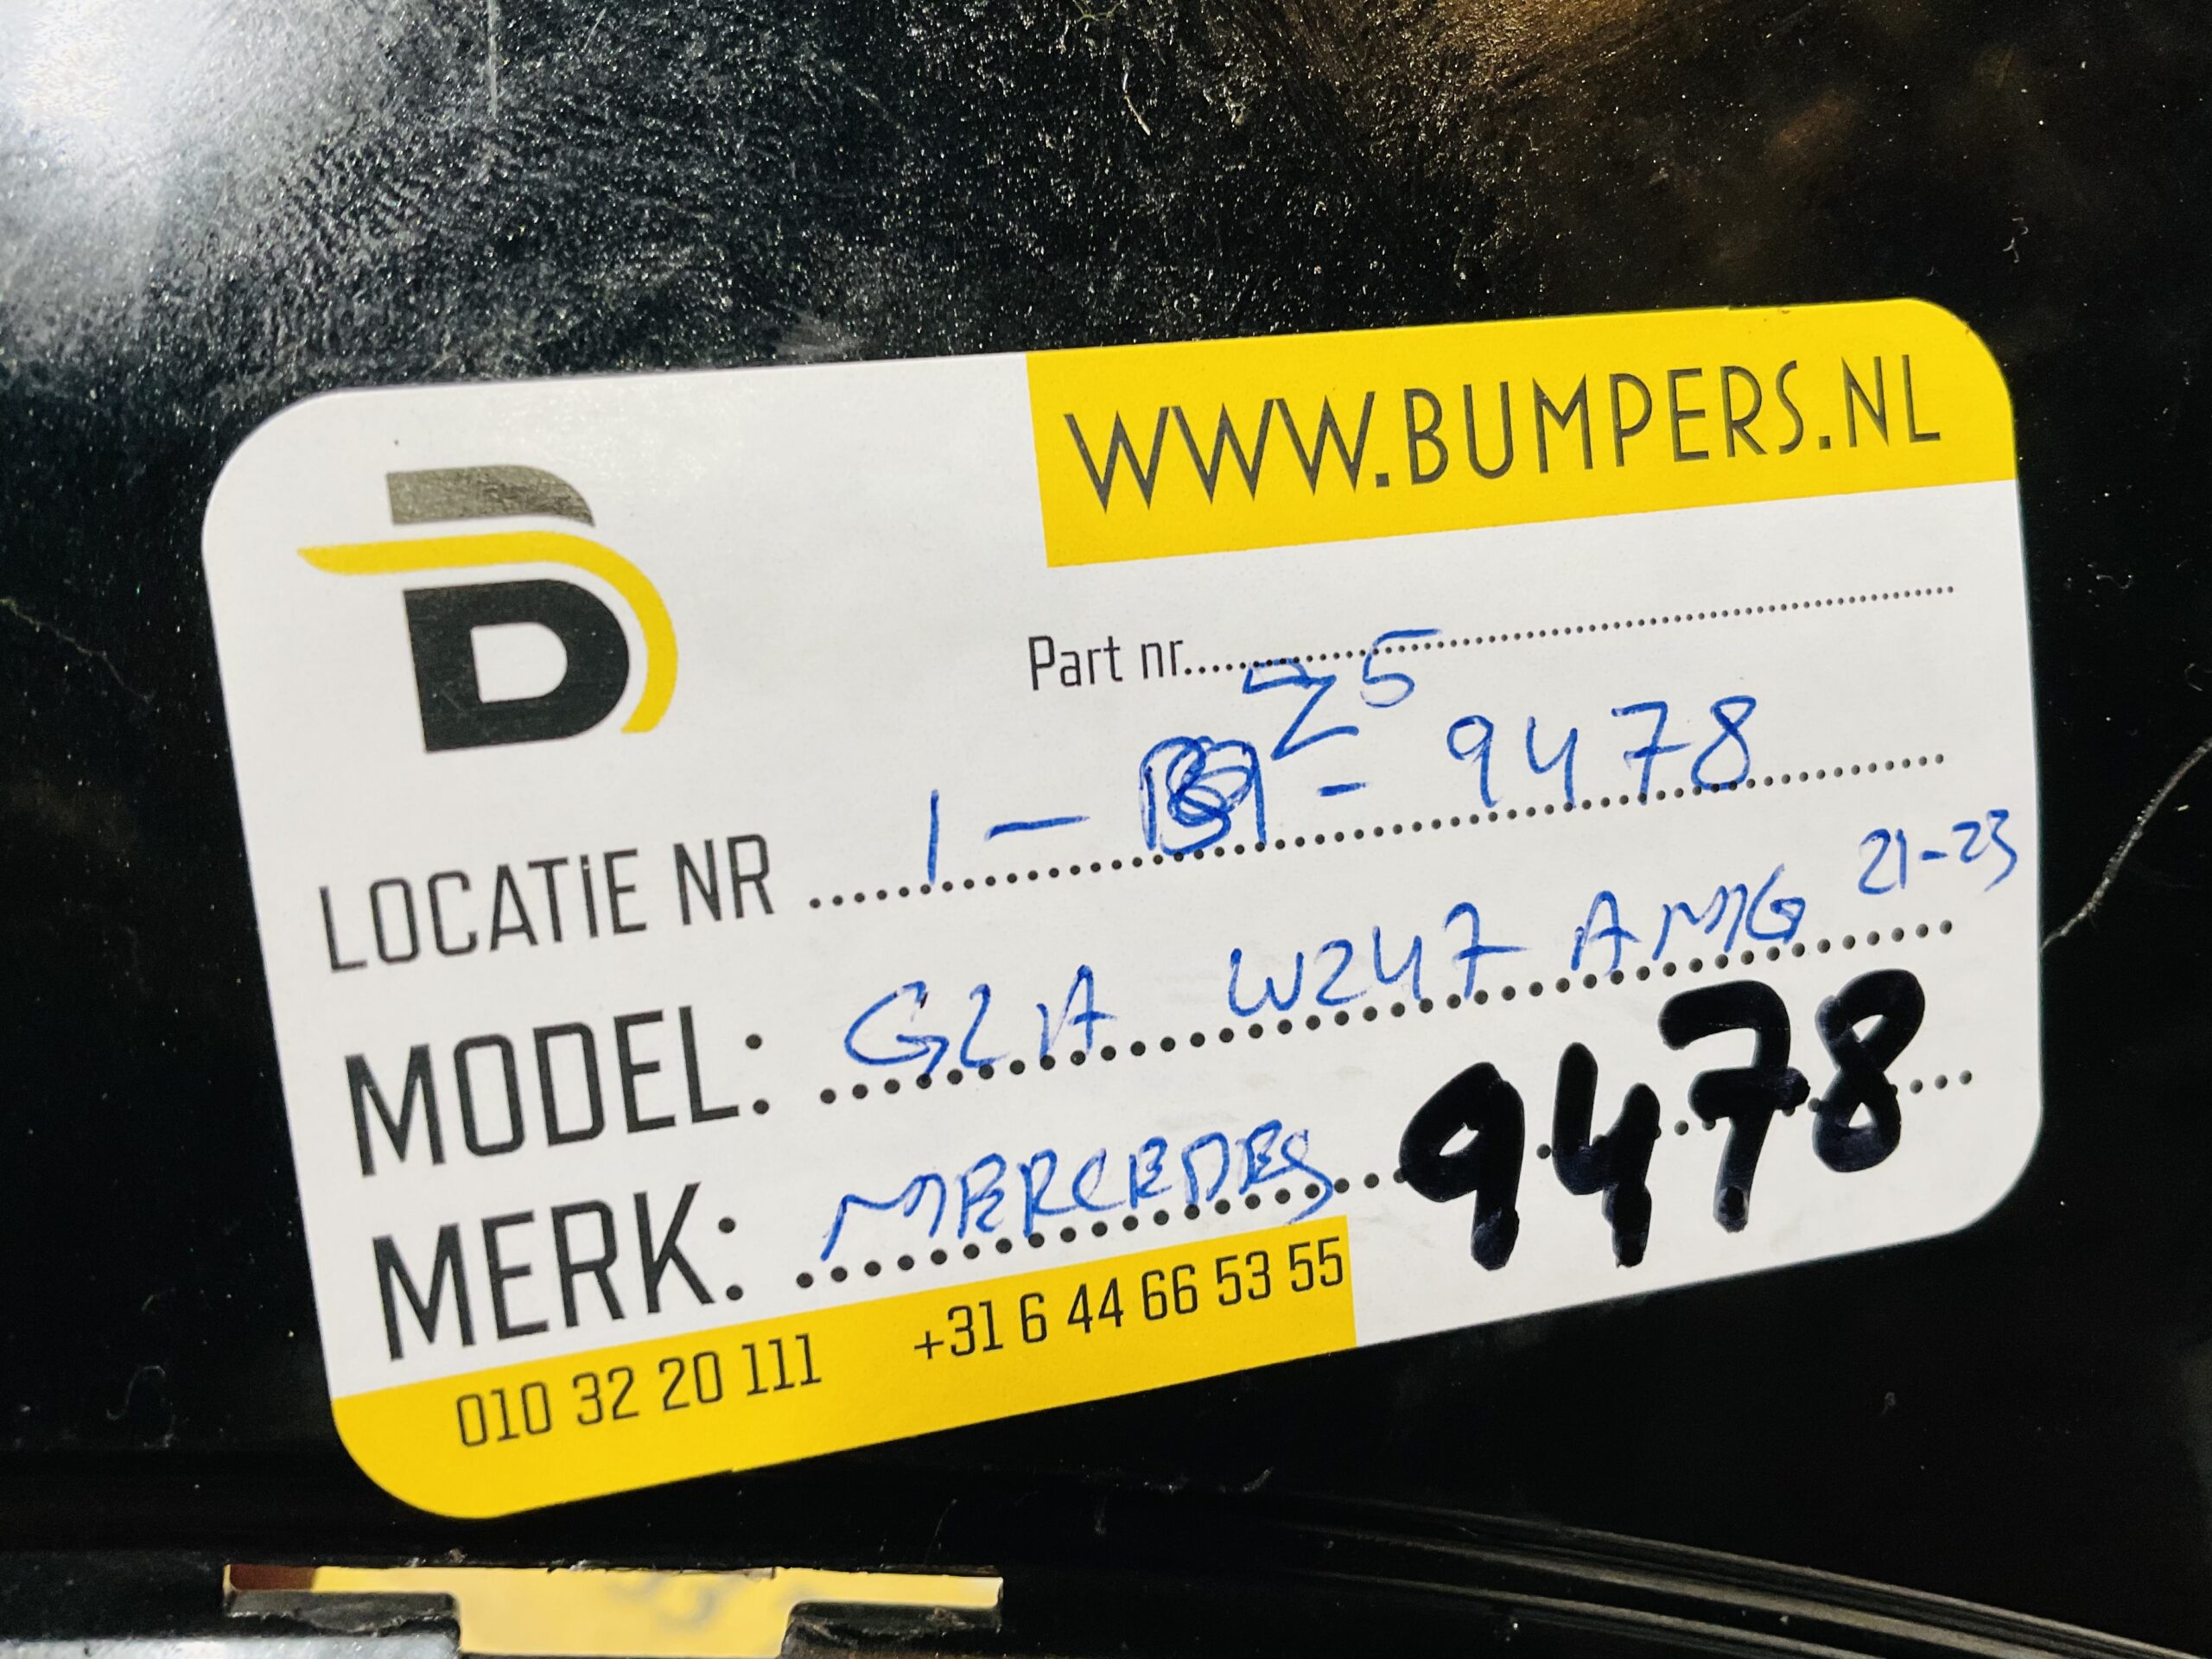 WWW.BUMPERS.NL
Part nr.
Z5
LOCATIE NR 1 - - 9478
MODEL: GLA W247 AMG 21-23
MERK: MERCEDES 9478
010 32 20 111 +31 6 44 66 53 55